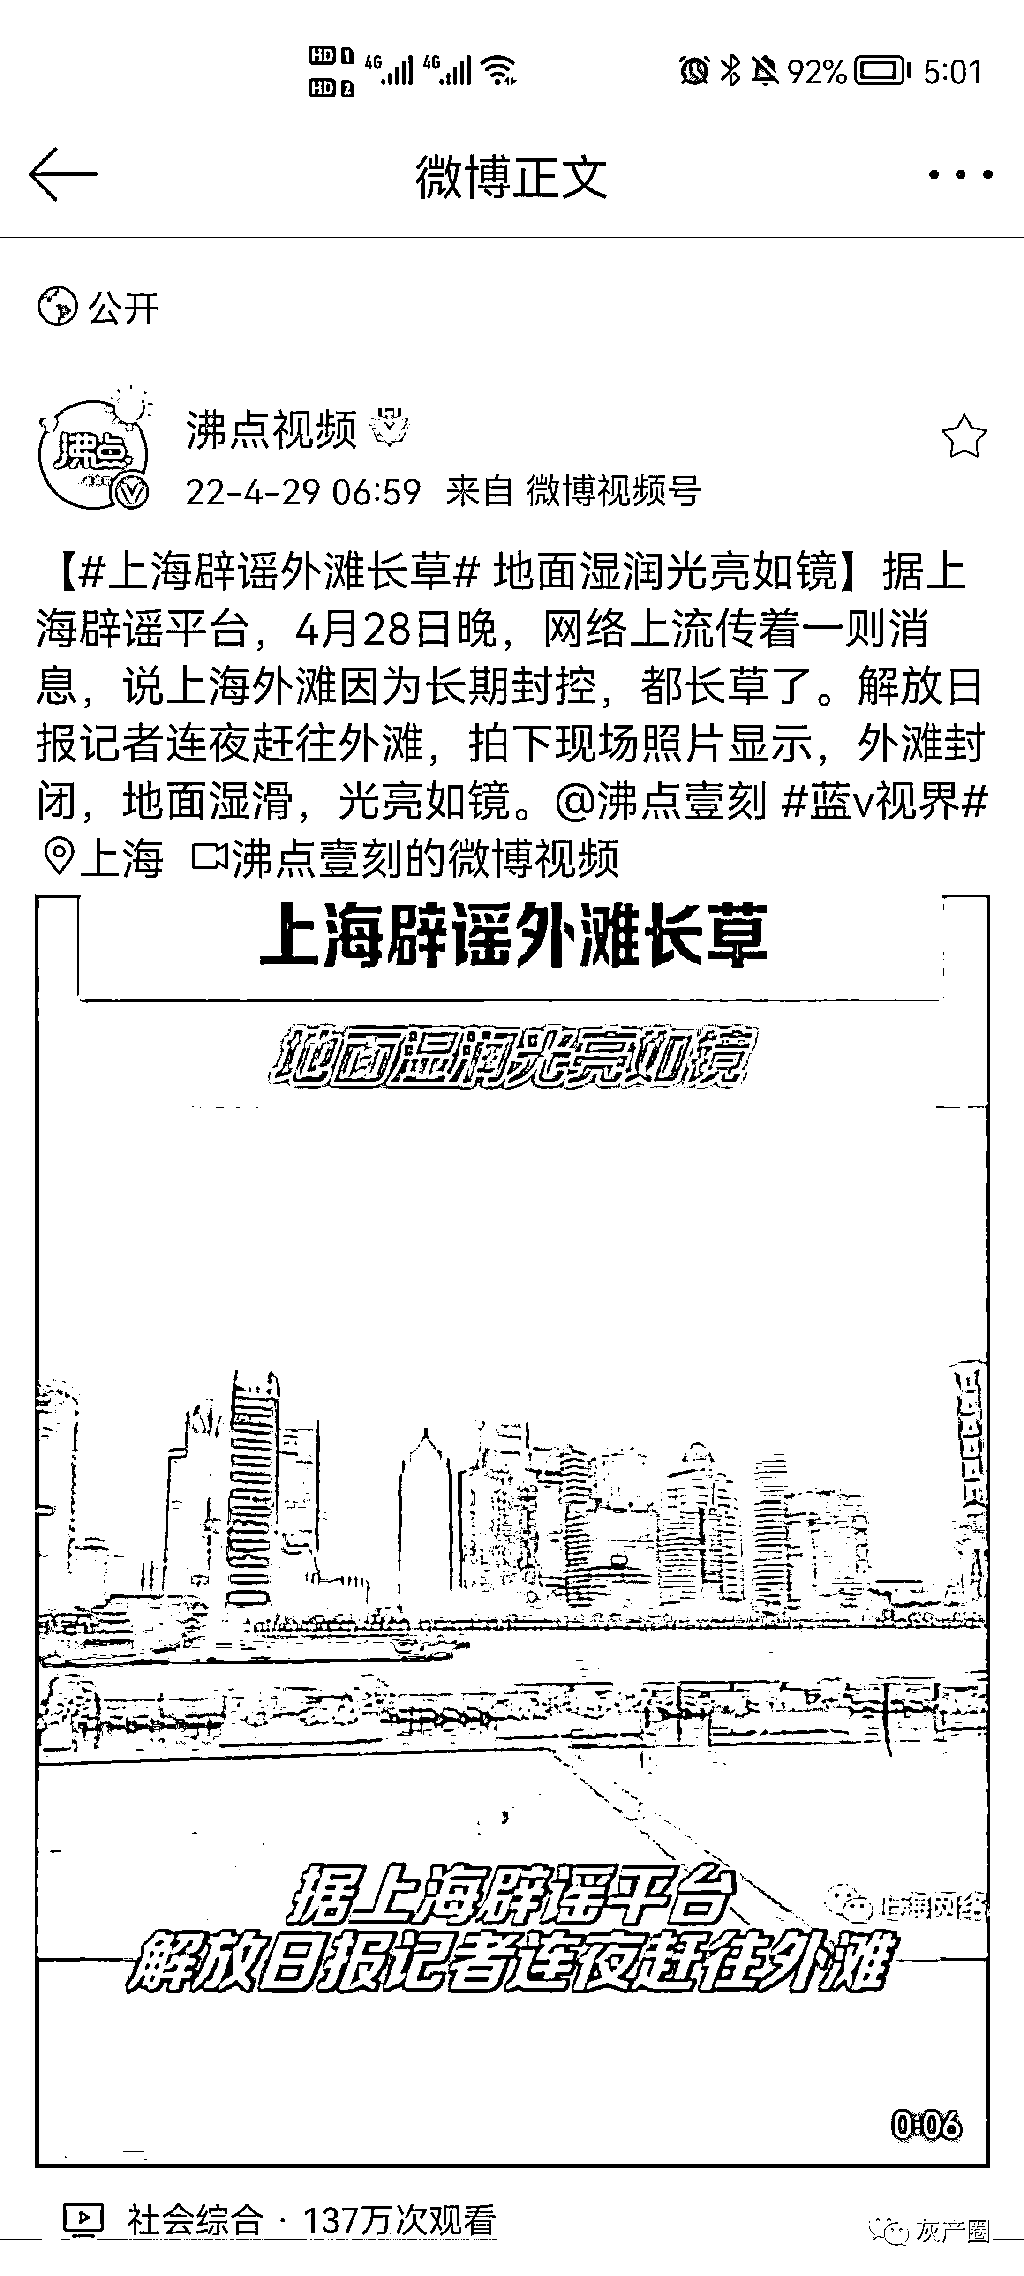 HD 1 4G 4G 92% 5:01
HD 2
微博正文
公开
沸点
沸点视频
22-4-29 06:59 来自 微博视频号
【#上海辟谣外滩长草# 地面湿润光亮如镜】据上
海辟谣平台，4月28日晚，网络上流传着一则消
息，说上海外滩因为长期封控，都长草了。解放日
报记者连夜赶往外滩，拍下现场照片显示，外滩封
闭，地面湿滑，光亮如镜。@沸点壹刻 #蓝v视界#
上海 沸点壹刻的微博视频
上海辟谣外滩长草
地面湿润光亮如镜
据上海辟谣平台
上海网络
解放日报记者连夜赶往外滩
0:06
社会综合 · 137万次观看
灰产圈